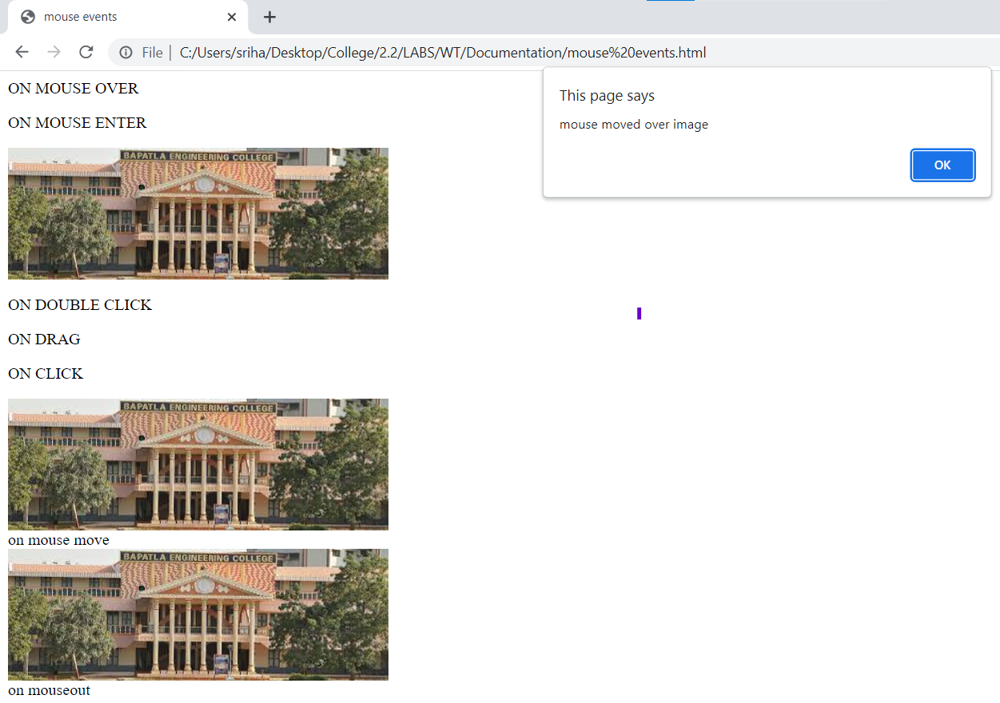 mouse events
File | C:/Users/sriha/Desktop/College/2.2/LABS/WT/Documentation/mouse%20events.html
ON MOUSE OVER
This page says
mouse moved over image
OK
ON MOUSE ENTER
BAPATLA ENGINEERING COLLEGE
ON DOUBLE CLICK
ON DRAG
ON CLICK
BAPATLA ENGINEERING COLLEGE
on mouse move
BAPATLA ENGINEERING COLLEGE
on mouseout